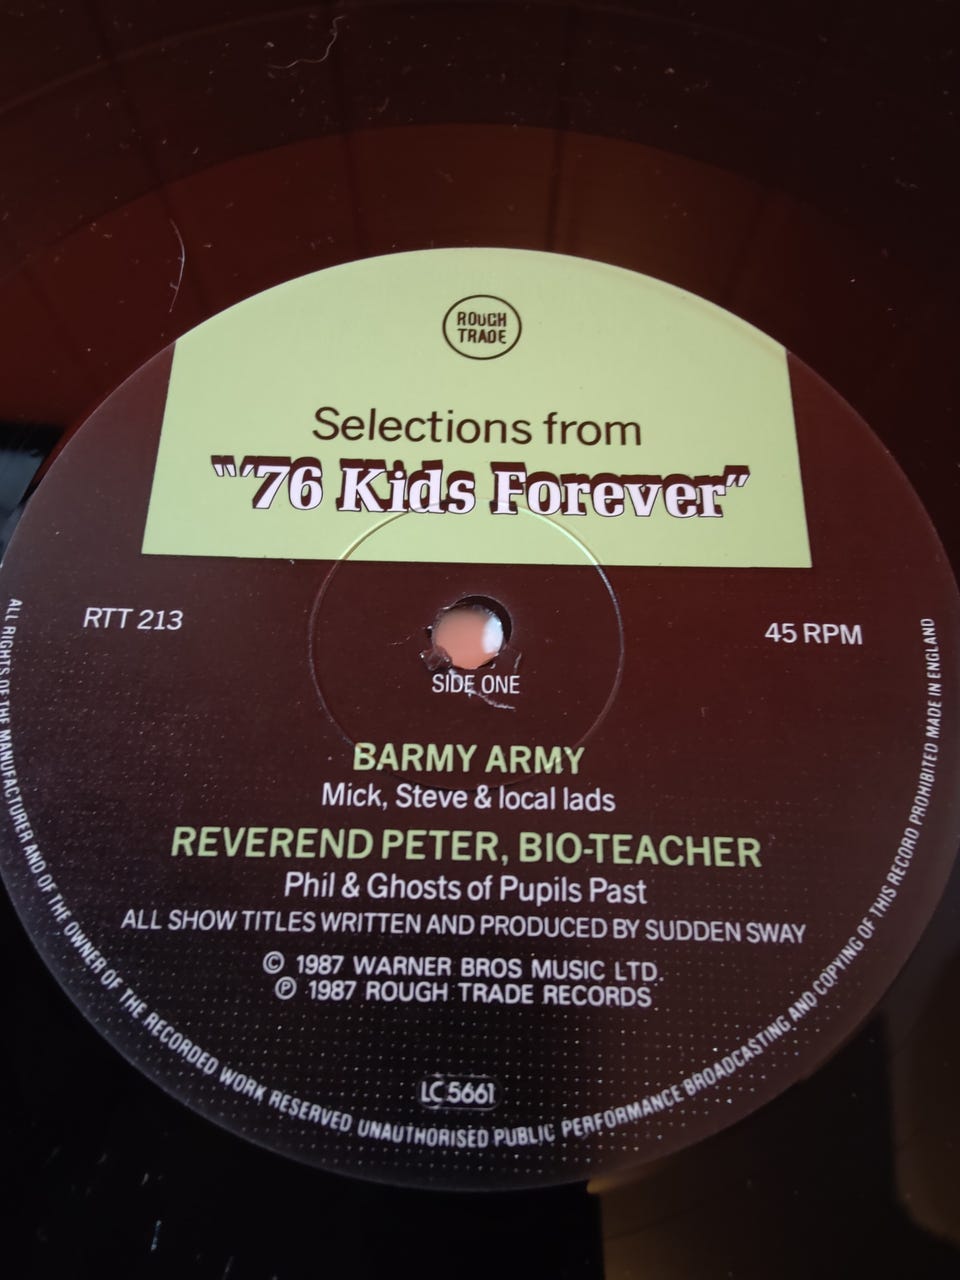 ROUGH
TRADE
Selections from
"'76 Kids Forever"
RTT 213
45 RPM
SIDE ONE
BARMY ARMY
Mick, Steve & local lads
REVEREND PETER, BIO-TEACHER
Phil & Ghosts of Pupils Past
ALL SHOW TITLES WRITTEN AND PRODUCED BY SUDDEN SWAY
© 1987 WARNER BROS MUSIC LTD.
℗ 1987 ROUGH TRADE RECORDS
LC 5661
ALL RIGHTS OF THE MANUFACTURER AND OF THE OWNER OF THE RECORDED WORK RESERVED UNAUTHORISED PUBLIC PERFORMANCE BROADCASTING AND COPYING OF THIS RECORD PROHIBITED MADE IN ENGLAND